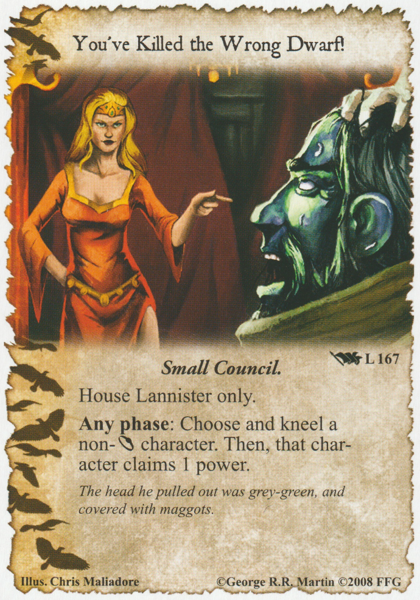 You've Killed the Wrong Dwarf!
L 167
Small Council.
House Lannister only.
Any phase: Choose and kneel a
non- character. Then, that char-
acter claims 1 power.
The head he pulled out was grey-green, and
covered with maggots.
Illus. Chris Maliadore ©George R.R. Martin ©2008 FFG